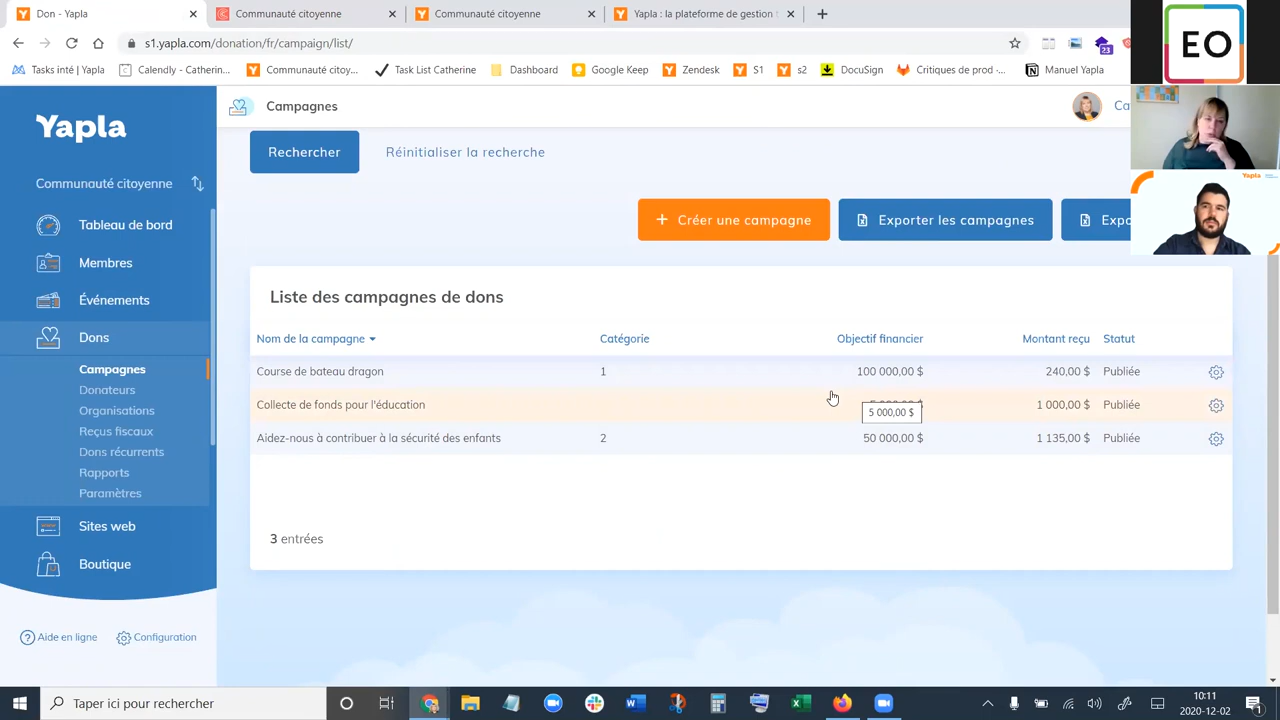 Don - Yapla
Communauté citoyenne
Communauté citoyenne
Yapla : la plateforme de gestion
s1.yapla.com/donation/fr/campaign/list/
23
Tasks inté | Yapla
Calendly - Catherin...
Communauté citoy...
Task List Catherine
Dashboard
Google Keep
Zendesk
S1
s2
DocuSign
Critiques de prod -...
Manuel Yapla
EO
Yapla
Yapla
Campagnes
Ca
Communauté citoyenne
Tableau de bord
Membres
Événements
Dons
Campagnes
Donateurs
Organisations
Reçus fiscaux
Dons récurrents
Rapports
Paramètres
Sites web
Boutique
Aide en ligne
Configuration
Rechercher
Réinitialiser la recherche
+ Créer une campagne
Exporter les campagnes
Expo
Liste des campagnes de dons
Nom de la campagne Catégorie Objectif financier Montant reçu Statut
Course de bateau dragon 1 100 000,00 $ 240,00 $ Publiée
Collecte de fonds pour l'éducation 1 000,00 $ Publiée
5 000,00 $
Aidez-nous à contribuer à la sécurité des enfants 2 50 000,00 $ 1 135,00 $ Publiée
3 entrées
Taper ici pour rechercher
10:11
2020-12-02
1